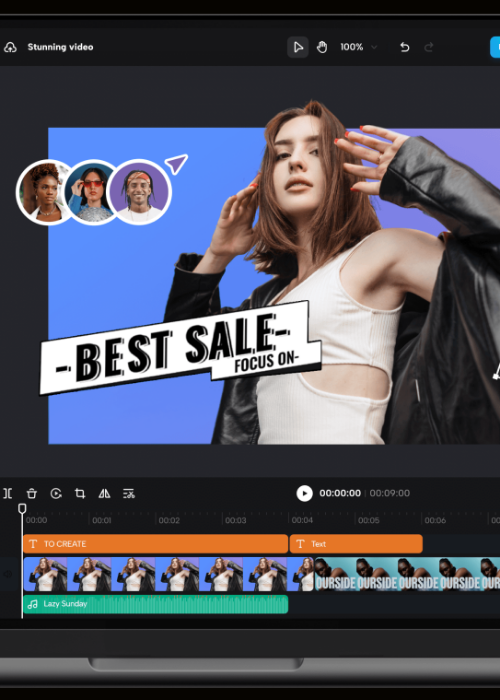 Stunning video
100%
-BEST SALE-
FOCUS ON-
00:00:00 | 00:09:00
00:00 00:01 00:02 00:03 00:04 00:05 00:06
TO CREATE
Text
OURSIDE OURSIDE OURSIDE OURSIDE
Lazy Sunday